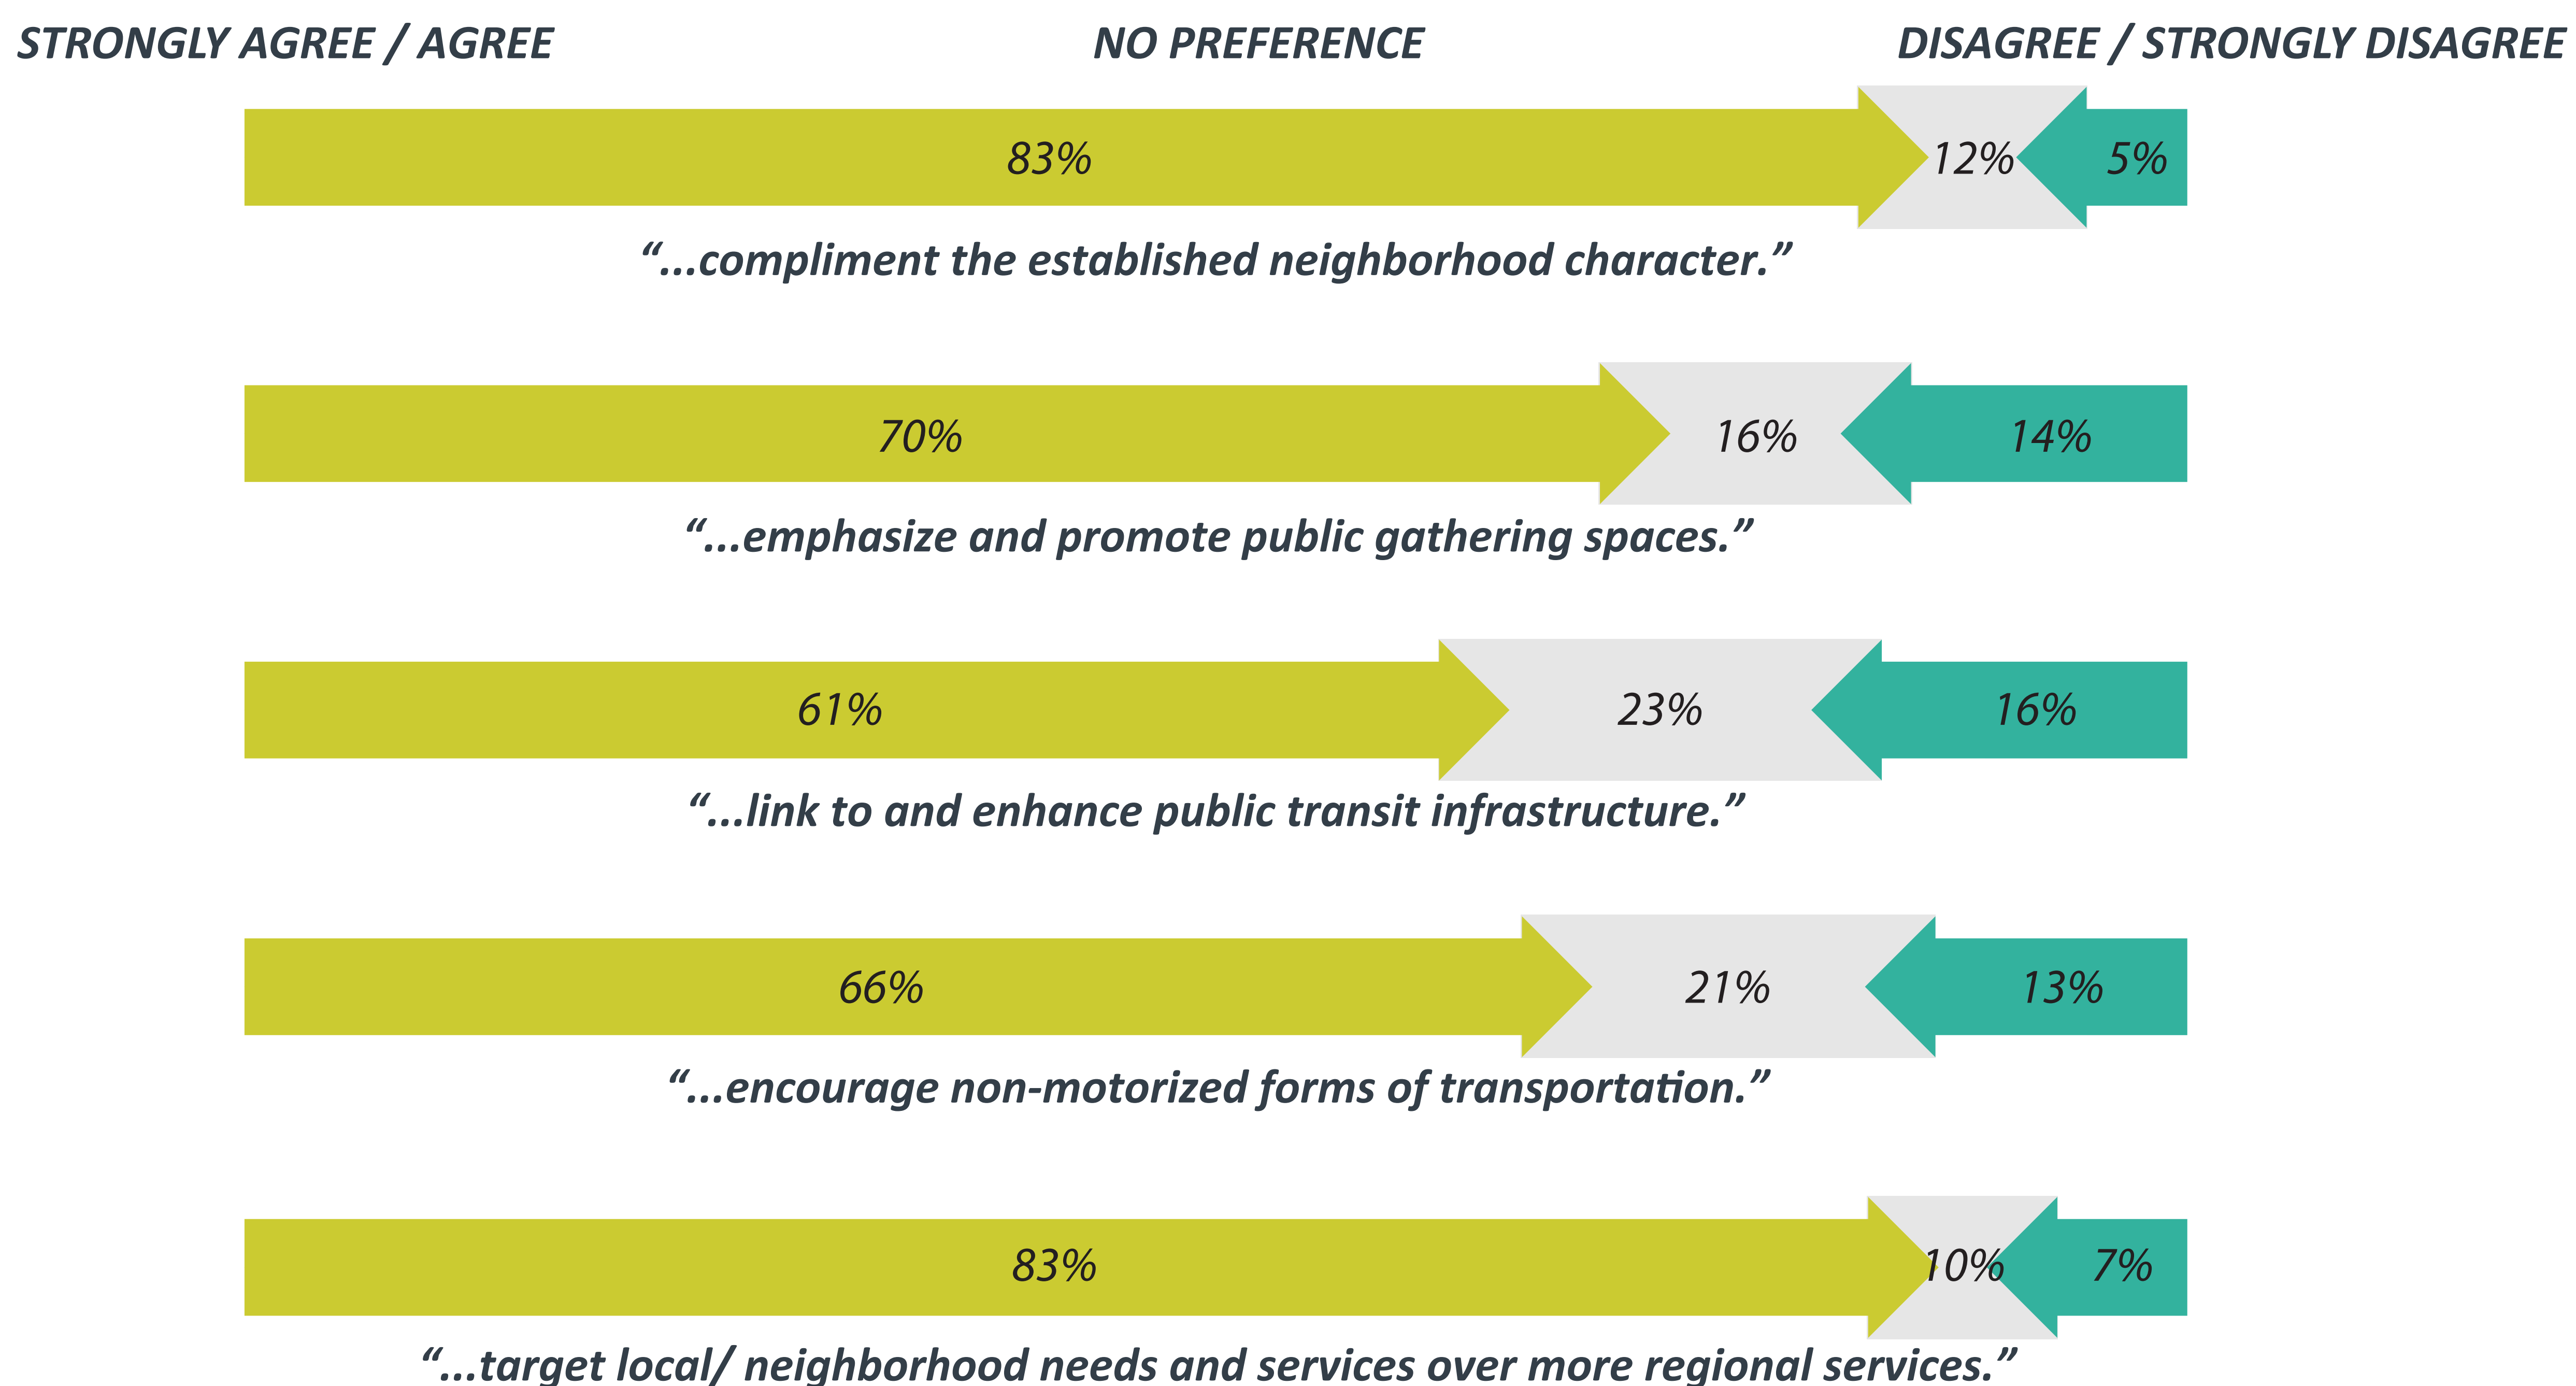 STRONGLY AGREE / AGREE NO PREFERENCE DISAGREE / STRONGLY DISAGREE
83% 12% 5%
“...compliment the established neighborhood character.”
70% 16% 14%
“...emphasize and promote public gathering spaces.”
61% 23% 16%
“...link to and enhance public transit infrastructure.”
66% 21% 13%
“...encourage non-motorized forms of transportation.”
83% 10% 7%
“...target local/ neighborhood needs and services over more regional services.”